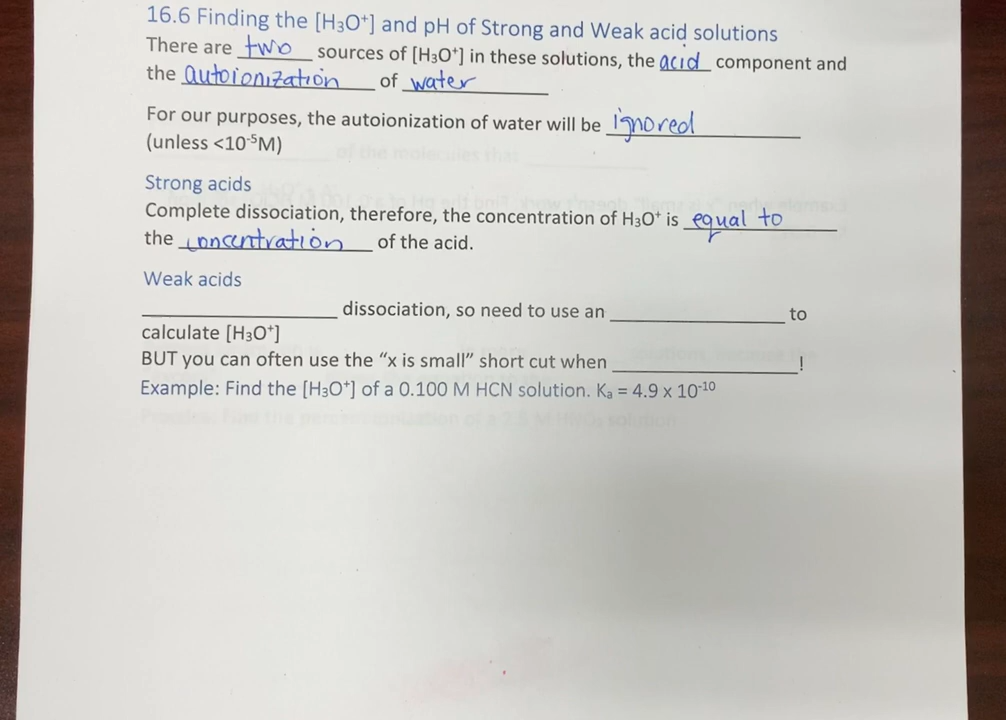 16.6 Finding the [H₃O⁺] and pH of Strong and Weak acid solutions
There are two sources of [H₃O⁺] in these solutions, the acid component and
the autoionization of water
For our purposes, the autoionization of water will be ignored
(unless <10⁻⁵M)
Strong acids
Complete dissociation, therefore, the concentration of H₃O⁺ is equal to
the concentration of the acid.
Weak acids
____________________ dissociation, so need to use an __________________ to
calculate [H₃O⁺]
BUT you can often use the “x is small” short cut when ____________________!
Example: Find the [H₃O⁺] of a 0.100 M HCN solution. Kₐ = 4.9 x 10⁻¹⁰